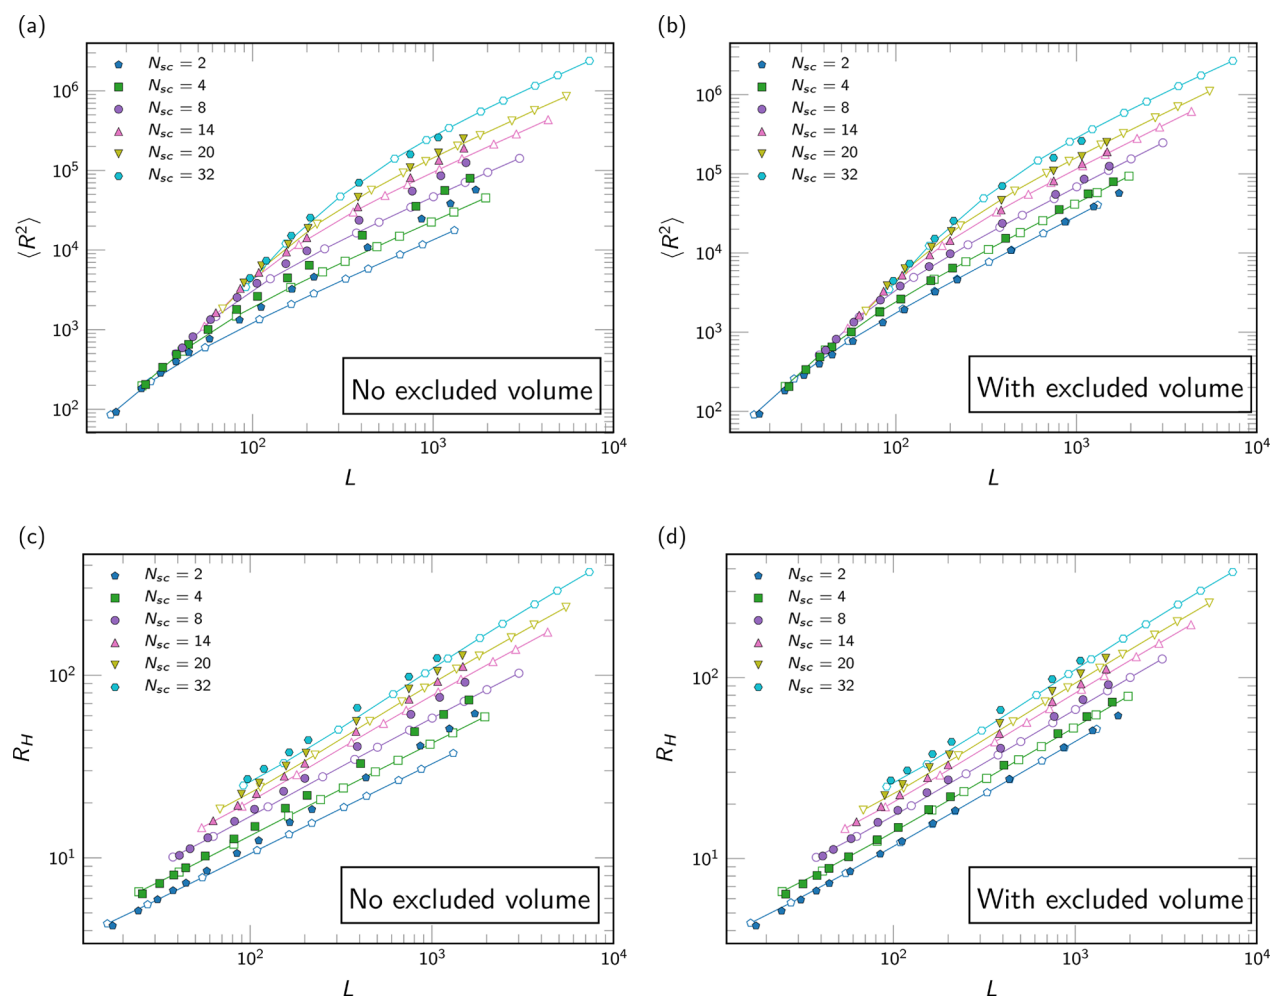 (a)
(b)
N_sc = 2
N_sc = 4
N_sc = 8
N_sc = 14
N_sc = 20
N_sc = 32
10^6
10^5
10^4
10^3
10^2
⟨R^2⟩
No excluded volume
10^2
10^3
10^4
L
N_sc = 2
N_sc = 4
N_sc = 8
N_sc = 14
N_sc = 20
N_sc = 32
10^6
10^5
10^4
10^3
10^2
⟨R^2⟩
With excluded volume
10^2
10^3
10^4
L
(c)
(d)
N_sc = 2
N_sc = 4
N_sc = 8
N_sc = 14
N_sc = 20
N_sc = 32
10^2
10^1
R_H
No excluded volume
10^2
10^3
10^4
L
N_sc = 2
N_sc = 4
N_sc = 8
N_sc = 14
N_sc = 20
N_sc = 32
10^2
10^1
R_H
With excluded volume
10^2
10^3
10^4
L